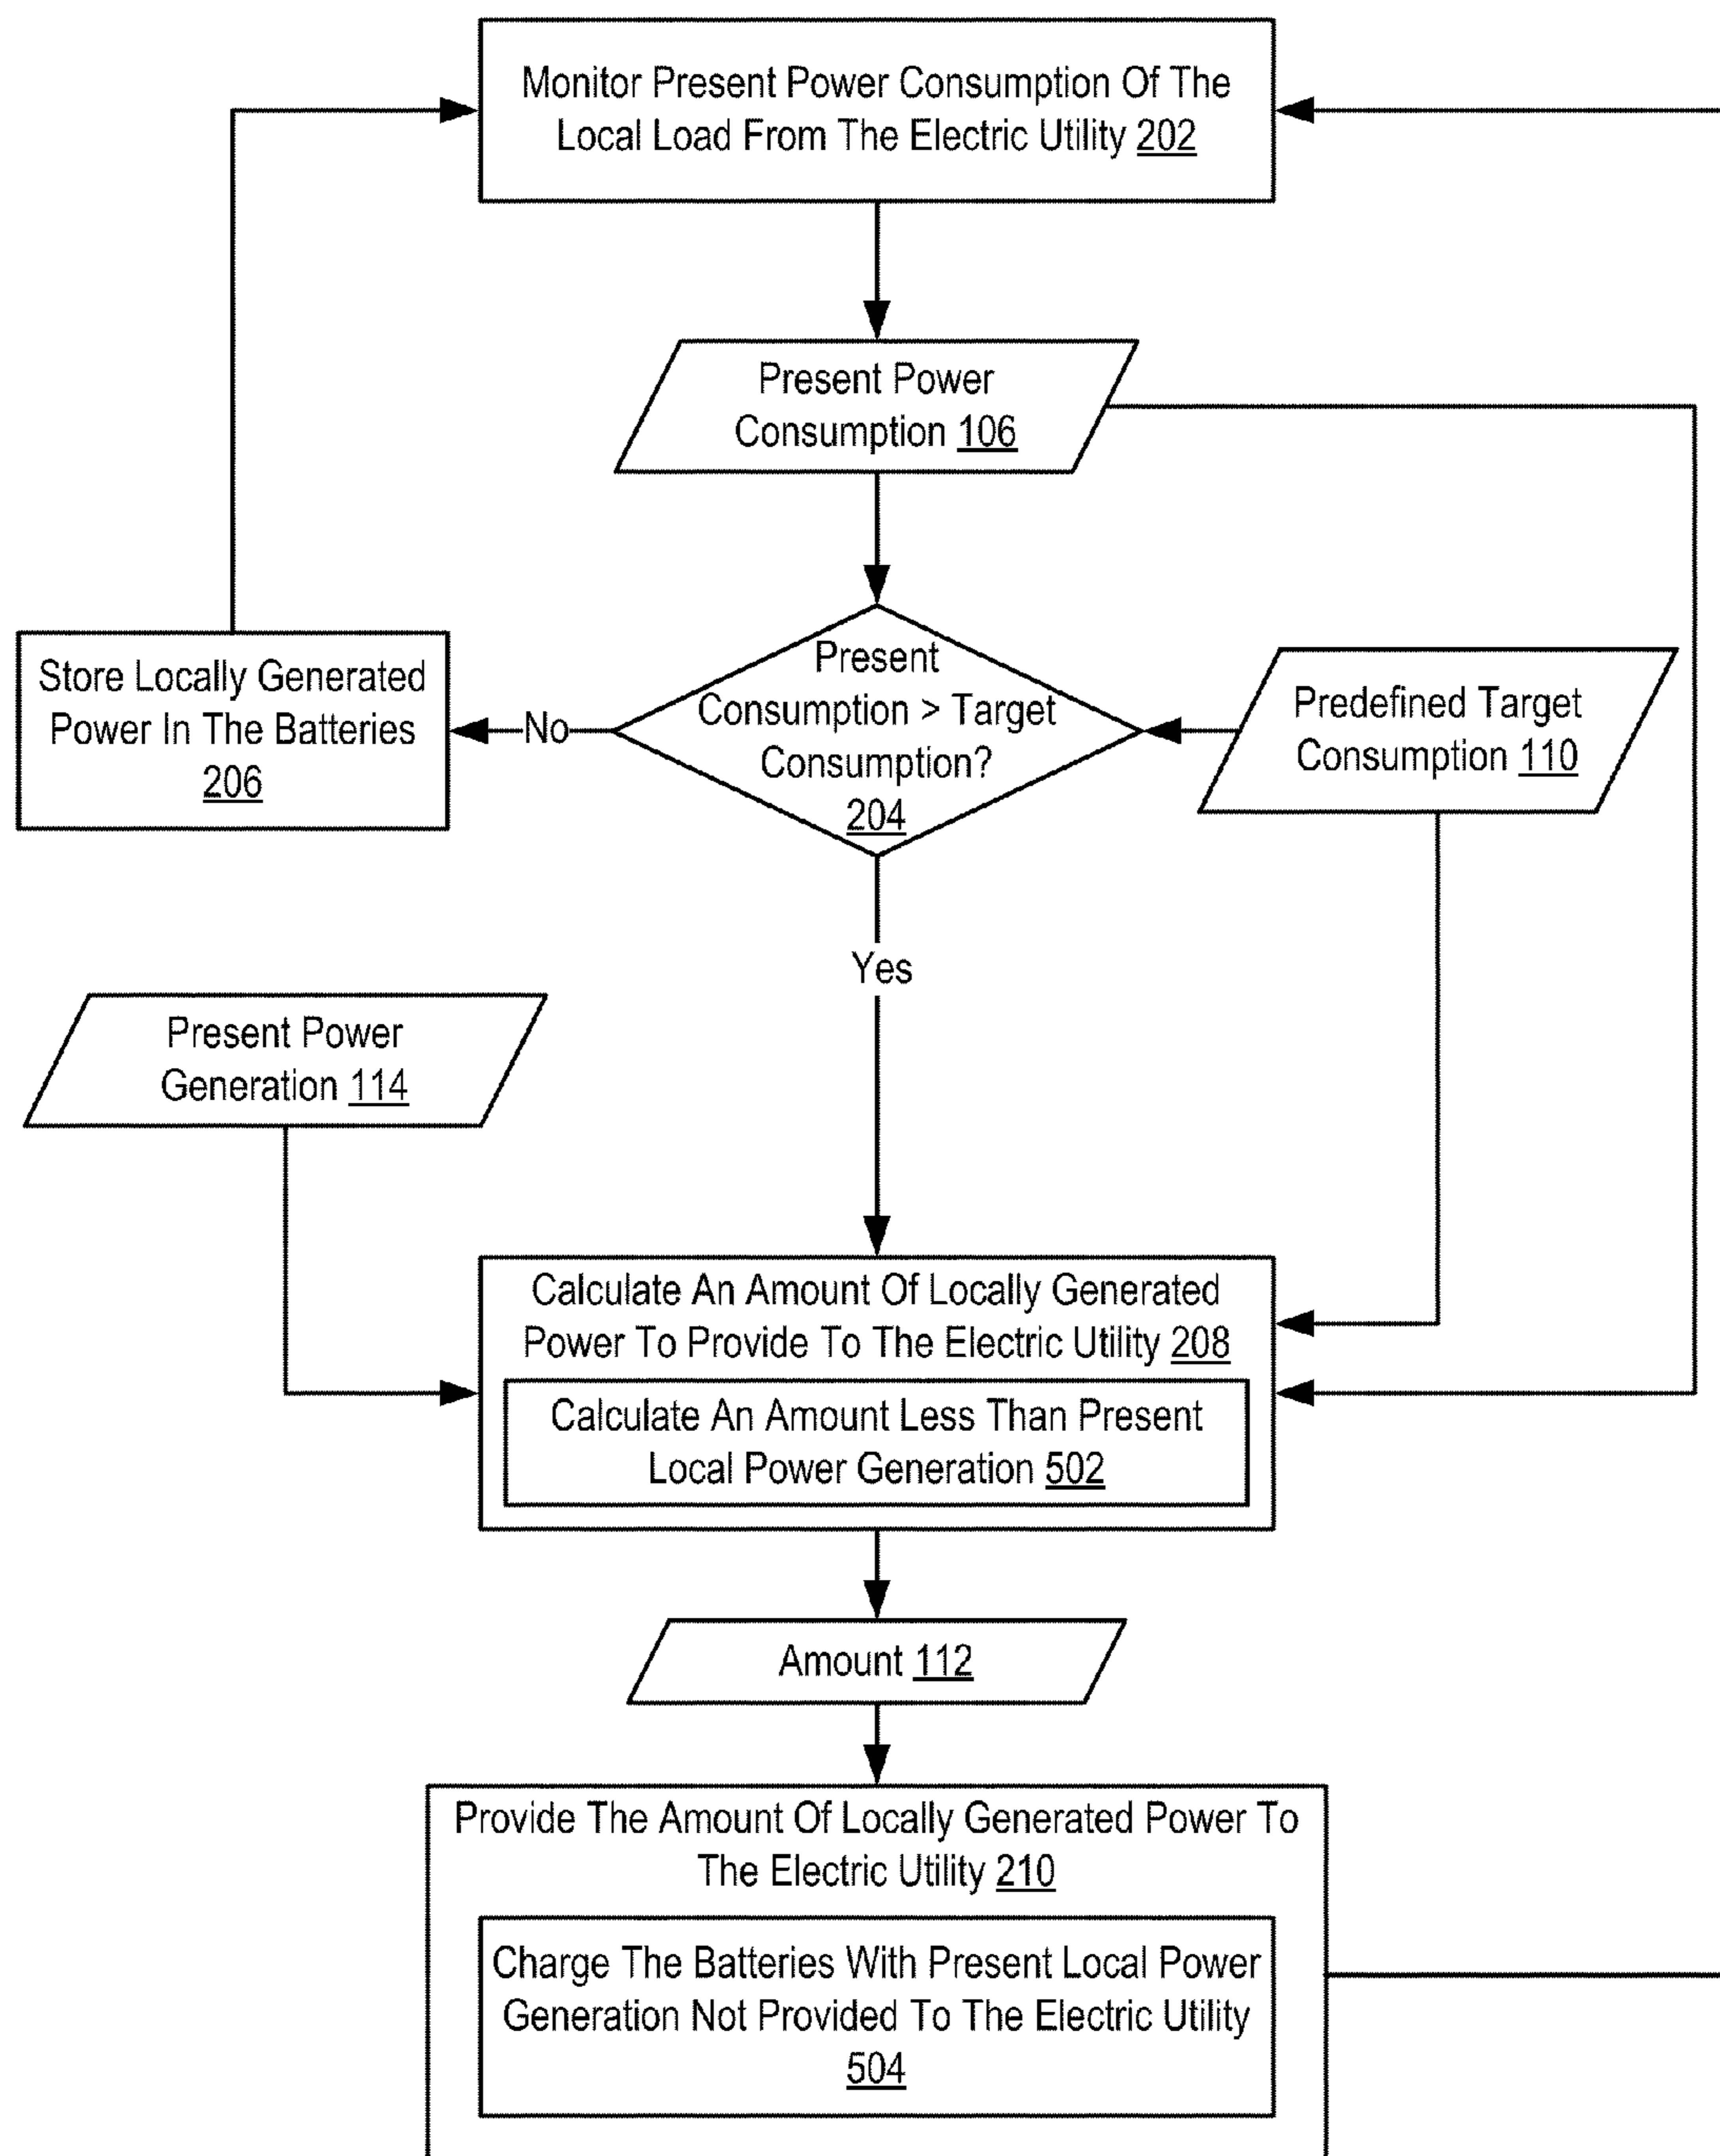 Monitor Present Power Consumption Of The
Local Load From The Electric Utility 202
Present Power
Consumption 106
Store Locally Generated
Power In The Batteries
206
No
Present
Consumption > Target
Consumption?
204
Predefined Target
Consumption 110
Yes
Present Power
Generation 114
Calculate An Amount Of Locally Generated
Power To Provide To The Electric Utility 208
Calculate An Amount Less Than Present
Local Power Generation 502
Amount 112
Provide The Amount Of Locally Generated Power To
The Electric Utility 210
Charge The Batteries With Present Local Power
Generation Not Provided To The Electric Utility
504